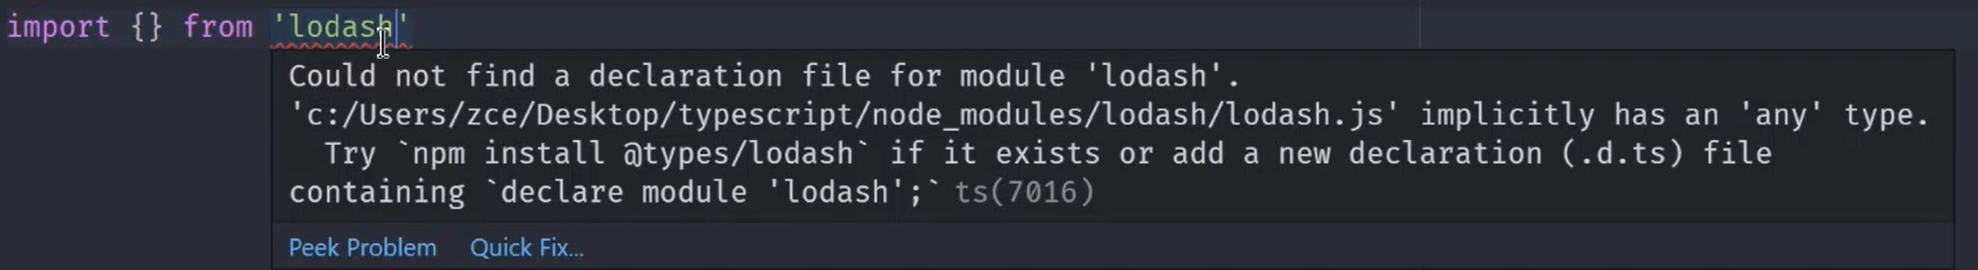 import {} from 'lodash'
Could not find a declaration file for module 'lodash'.
'c:/Users/zce/Desktop/typescript/node_modules/lodash/lodash.js' implicitly has an 'any' type.
Try `npm install @types/lodash` if it exists or add a new declaration (.d.ts) file
containing `declare module 'lodash';` ts(7016)
Peek Problem Quick Fix...